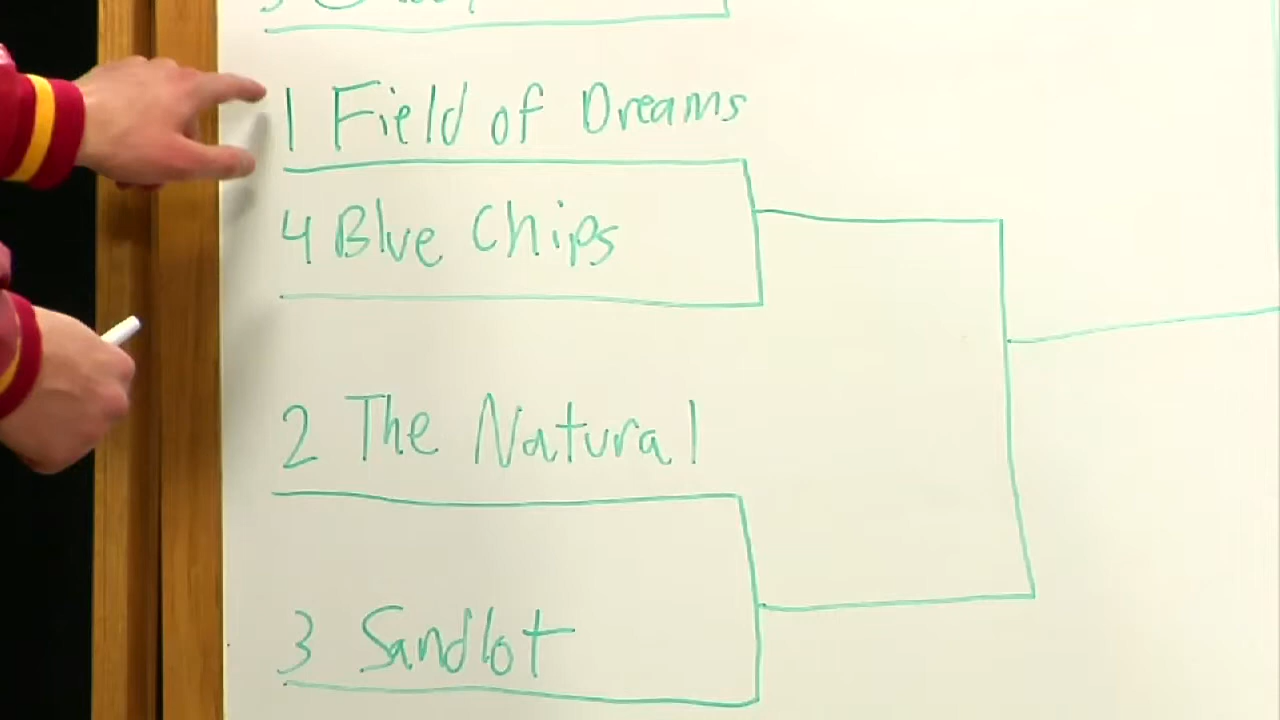 1 Field of Dreams
4 Blue Chips
2 The Natural
3 Sandlot